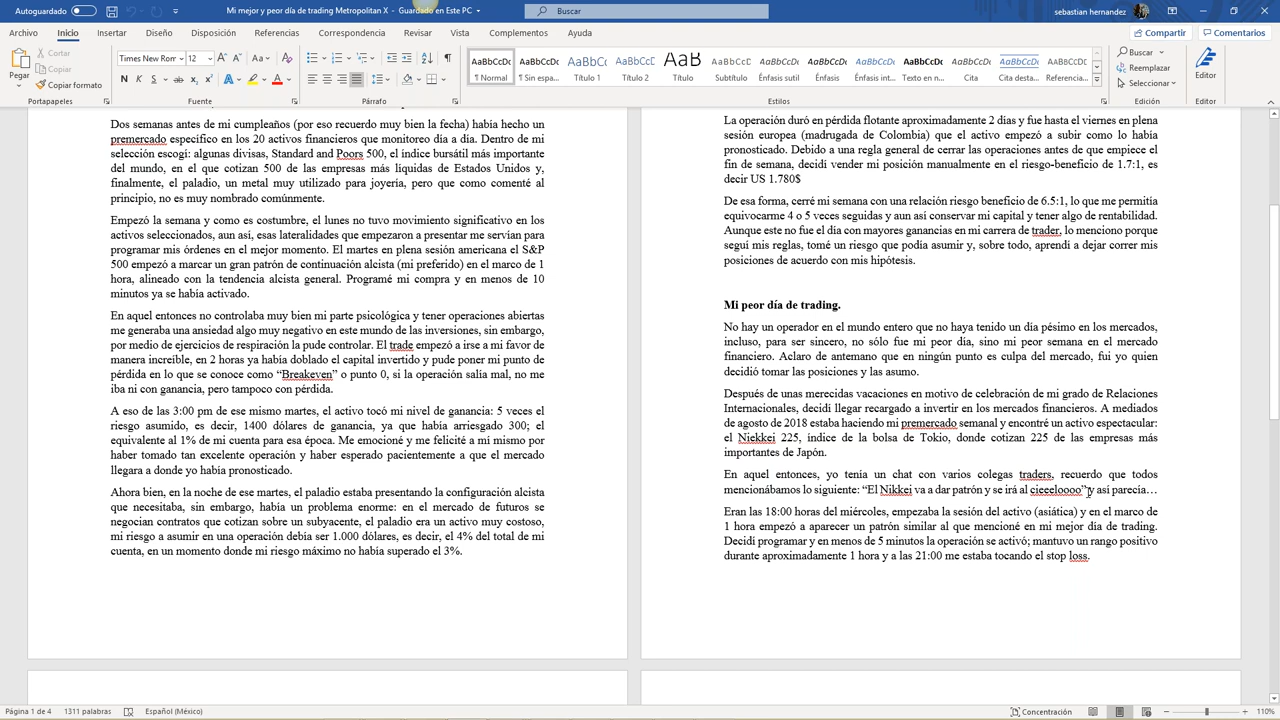 Autoguardado
Mi mejor y peor día de trading Metropolitan X - Guardado en Este PC
Buscar
sebastian hernandez
Archivo Inicio Insertar Diseño Disposición Referencias Correspondencia Revisar Vista Complementos Ayuda
Compartir Comentarios
Pegar
Cortar
Copiar
Copiar formato
Times New Rom 12
N K S
AaBbCcDc AaBbCcDc AaBbCc AaBbCcC AaB AaBbCcC AaBbCcDc AaBbCcDc AaBbCcDc AaBbCcDc AaBbCcDc AaBbCcDc AaBbCcDc
¶ Normal ¶ Sin espa... Título 1 Título 2 Título Subtítulo Énfasis sutil Énfasis Énfasis int... Texto en n... Cita Cita desta... Referencia...
Buscar
Reemplazar
Seleccionar
Editor
Portapapeles Fuente Párrafo Estilos Edición Editor
Dos semanas antes de mi cumpleaños (por eso recuerdo muy bien la fecha) había hecho un
premercado específico en los 20 activos financieros que monitoreo día a día. Dentro de mi
selección escogí: algunas divisas, Standard and Poors 500, el índice bursátil más importante
del mundo, en el que cotizan 500 de las empresas más líquidas de Estados Unidos y,
finalmente, el paladio, un metal muy utilizado para joyería, pero que como comenté al
principio, no es muy nombrado comúnmente.
Empezó la semana y como es costumbre, el lunes no tuvo movimiento significativo en los
activos seleccionados, aun así, esas lateralidades que empezaron a presentar me servían para
programar mis órdenes en el mejor momento. El martes en plena sesión americana el S&P
500 empezó a marcar un gran patrón de continuación alcista (mi preferido) en el marco de 1
hora, alineado con la tendencia alcista general. Programé mi compra y en menos de 10
minutos ya se había activado.
En aquel entonces no controlaba muy bien mi parte psicológica y tener operaciones abiertas
me generaba una ansiedad algo muy negativo en este mundo de las inversiones, sin embargo,
por medio de ejercicios de respiración la pude controlar. El trade empezó a irse a mi favor de
manera increíble, en 2 horas ya había doblado el capital invertido y pude poner mi punto de
pérdida en lo que se conoce como “Breakeven” o punto 0, si la operación salía mal, no me
iba ni con ganancia, pero tampoco con pérdida.
A eso de las 3:00 pm de ese mismo martes, el activo tocó mi nivel de ganancia: 5 veces el
riesgo asumido, es decir, 1400 dólares de ganancia, ya que había arriesgado 300; el
equivalente al 1% de mi cuenta para esa época. Me emocioné y me felicité a mi mismo por
haber tomado tan excelente operación y haber esperado pacientemente a que el mercado
llegara a donde yo había pronosticado.
Ahora bien, en la noche de ese martes, el paladio estaba presentando la configuración alcista
que necesitaba, sin embargo, había un problema enorme: en el mercado de futuros se
negocian contratos que cotizan sobre un subyacente, el paladio era un activo muy costoso,
mi riesgo a asumir en una operación debía ser 1.000 dólares, es decir, el 4% del total de mi
cuenta, en un momento donde mi riesgo máximo no había superado el 3%.
La operación duró en pérdida flotante aproximadamente 2 días y fue hasta el viernes en plena
sesión europea (madrugada de Colombia) que el activo empezó a subir como lo había
pronosticado. Debido a una regla general de cerrar las operaciones antes de que empiece el
fin de semana, decidí vender mi posición manualmente en el riesgo-beneficio de 1.7:1, es
decir US 1.780$
De esa forma, cerré mi semana con una relación riesgo beneficio de 6.5:1, lo que me permitía
equivocarme 4 o 5 veces seguidas y aun así conservar mi capital y tener algo de rentabilidad.
Aunque este no fue el día con mayores ganancias en mi carrera de trader, lo menciono porque
seguí mis reglas, tomé un riesgo que podía asumir y, sobre todo, aprendí a dejar correr mis
posiciones de acuerdo con mis hipótesis.
Mi peor día de trading.
No hay un operador en el mundo entero que no haya tenido un día pésimo en los mercados,
incluso, para ser sincero, no sólo fue mi peor día, sino mi peor semana en el mercado
financiero. Aclaro de antemano que en ningún punto es culpa del mercado, fui yo quien
decidió tomar las posiciones y las asumo.
Después de unas merecidas vacaciones en motivo de celebración de mi grado de Relaciones
Internacionales, decidí llegar recargado a invertir en los mercados financieros. A mediados
de agosto de 2018 estaba haciendo mi premercado semanal y encontré un activo espectacular:
el Niekkei 225, índice de la bolsa de Tokio, donde cotizan 225 de las empresas más
importantes de Japón.
En aquel entonces, yo tenía un chat con varios colegas traders, recuerdo que todos
mencionábamos lo siguiente: “El Nikkei va a dar patrón y se irá al cieeeloooo” y así parecía…
Eran las 18:00 horas del miércoles, empezaba la sesión del activo (asiática) y en el marco de
1 hora empezó a aparecer un patrón similar al que mencioné en mi mejor día de trading.
Decidí programar y en menos de 5 minutos la operación se activó; mantuvo un rango positivo
durante aproximadamente 1 hora y a las 21:00 me estaba tocando el stop loss.
Página 1 de 4 1311 palabras Español (México)
Concentración
110%